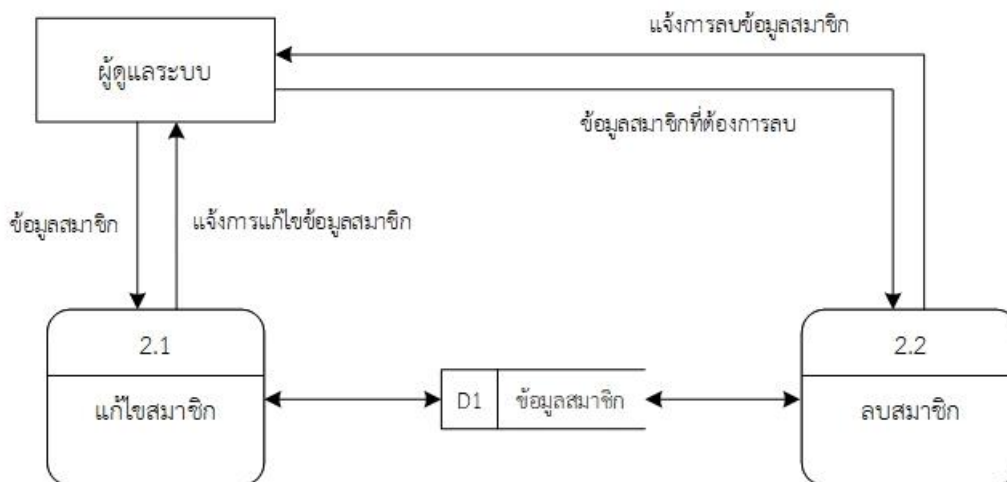 แจ้งการลบข้อมูลสมาชิก
ผู้ดูแลระบบ
ข้อมูลสมาชิกที่ต้องการลบ
ข้อมูลสมาชิก
แจ้งการแก้ไขข้อมูลสมาชิก
2.1
แก้ไขสมาชิก
D1
ข้อมูลสมาชิก
2.2
ลบสมาชิก